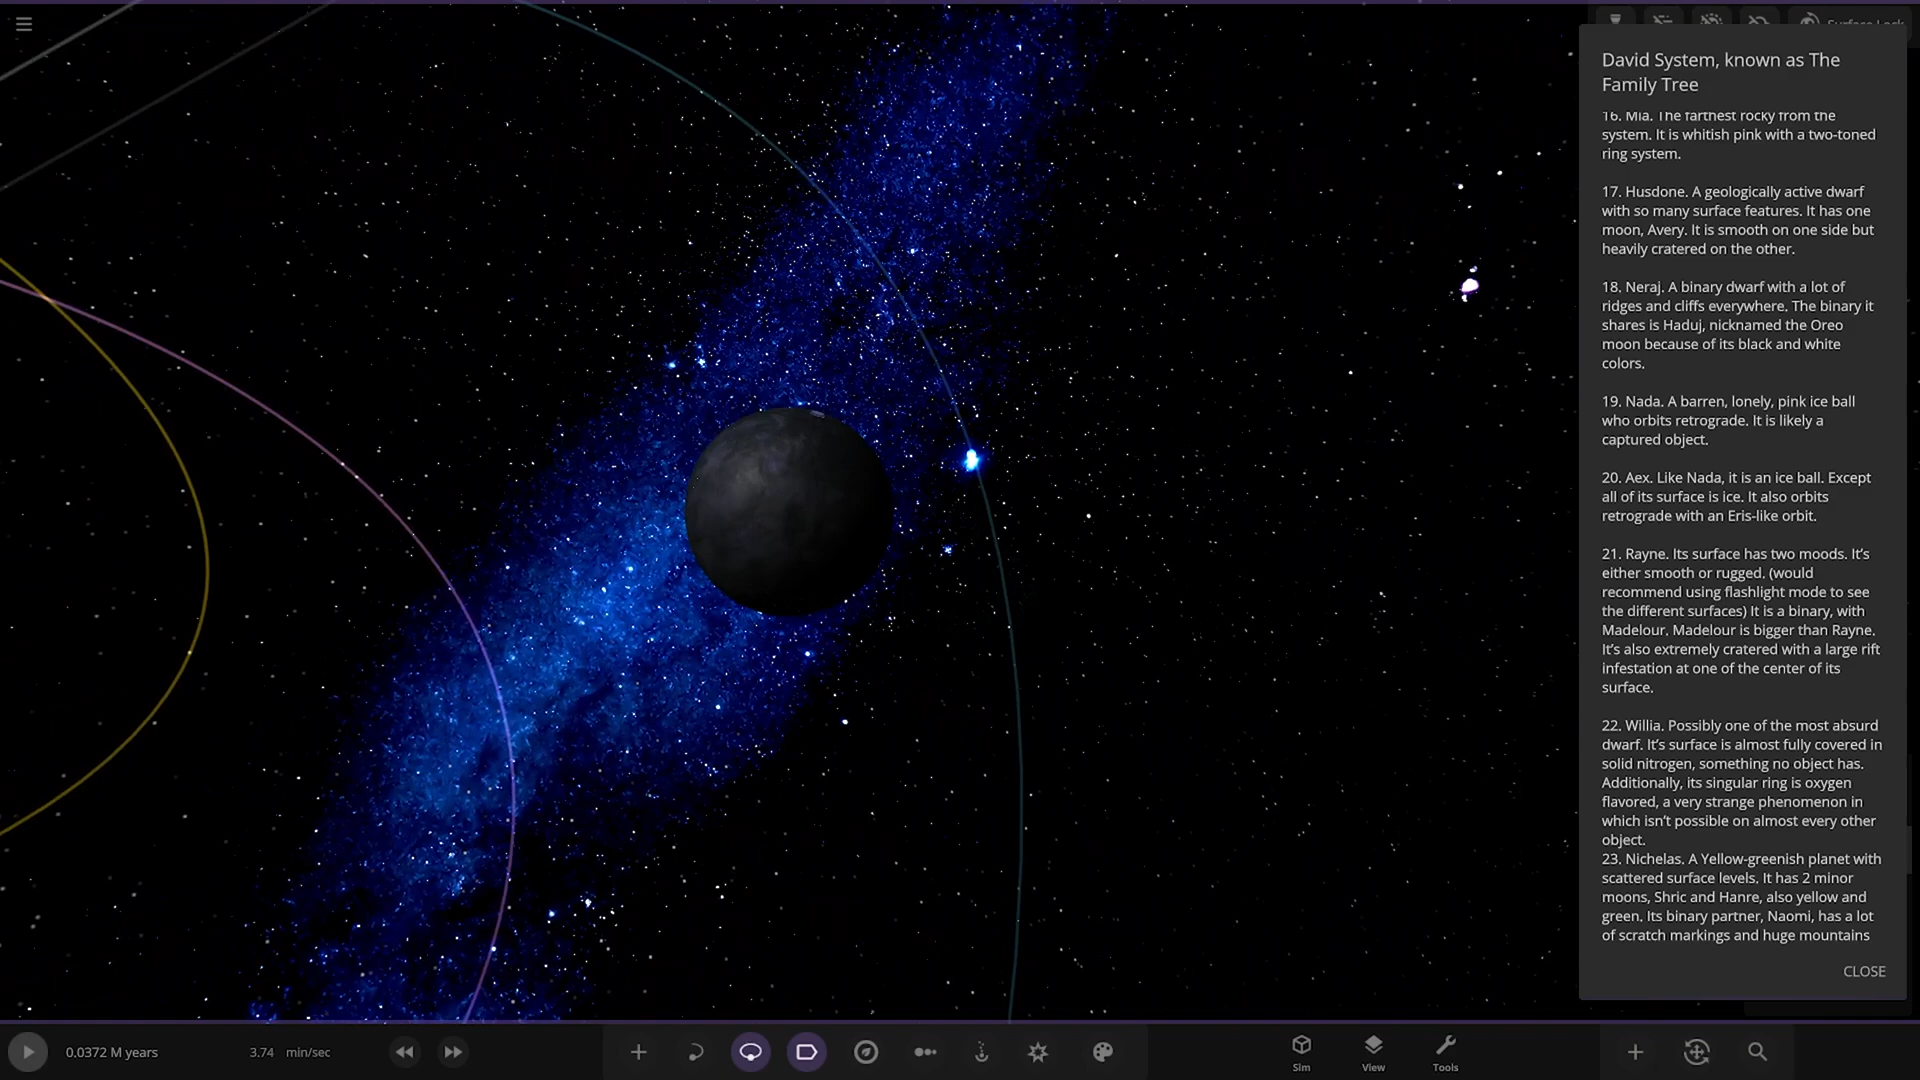 Surface Lock
David System, known as The
Family Tree
16. Mia. The farthest rocky from the
system. It is whitish pink with a two-toned
ring system.
17. Husdone. A geologically active dwarf
with so many surface features. It has one
moon, Avery. It is smooth on one side but
heavily cratered on the other.
18. Neraj. A binary dwarf with a lot of
ridges and cliffs everywhere. The binary it
shares is Haduj, nicknamed the Oreo
moon because of its black and white
colors.
19. Nada. A barren, lonely, pink ice ball
who orbits retrograde. It is likely a
captured object.
20. Aex. Like Nada, it is an ice ball. Except
all of its surface is ice. It also orbits
retrograde with an Eris-like orbit.
21. Rayne. Its surface has two moods. It’s
either smooth or rugged. (would
recommend using flashlight mode to see
the different surfaces) It is a binary, with
Madelour. Madelour is bigger than Rayne.
It’s also extremely cratered with a large rift
infestation at one of the center of its
surface.
22. Willia. Possibly one of the most absurd
dwarf. It’s surface is almost fully covered in
solid nitrogen, something no object has.
Additionally, its singular ring is oxygen
flavored, a very strange phenomenon in
which isn’t possible on almost every other
object.
23. Nichelas. A Yellow-greenish planet with
scattered surface levels. It has 2 minor
moons, Shric and Hanre, also yellow and
green. Its binary partner, Naomi, has a lot
of scratch markings and huge mountains
CLOSE
0.0372 M years
3.74 min/sec
Sim
View
Tools